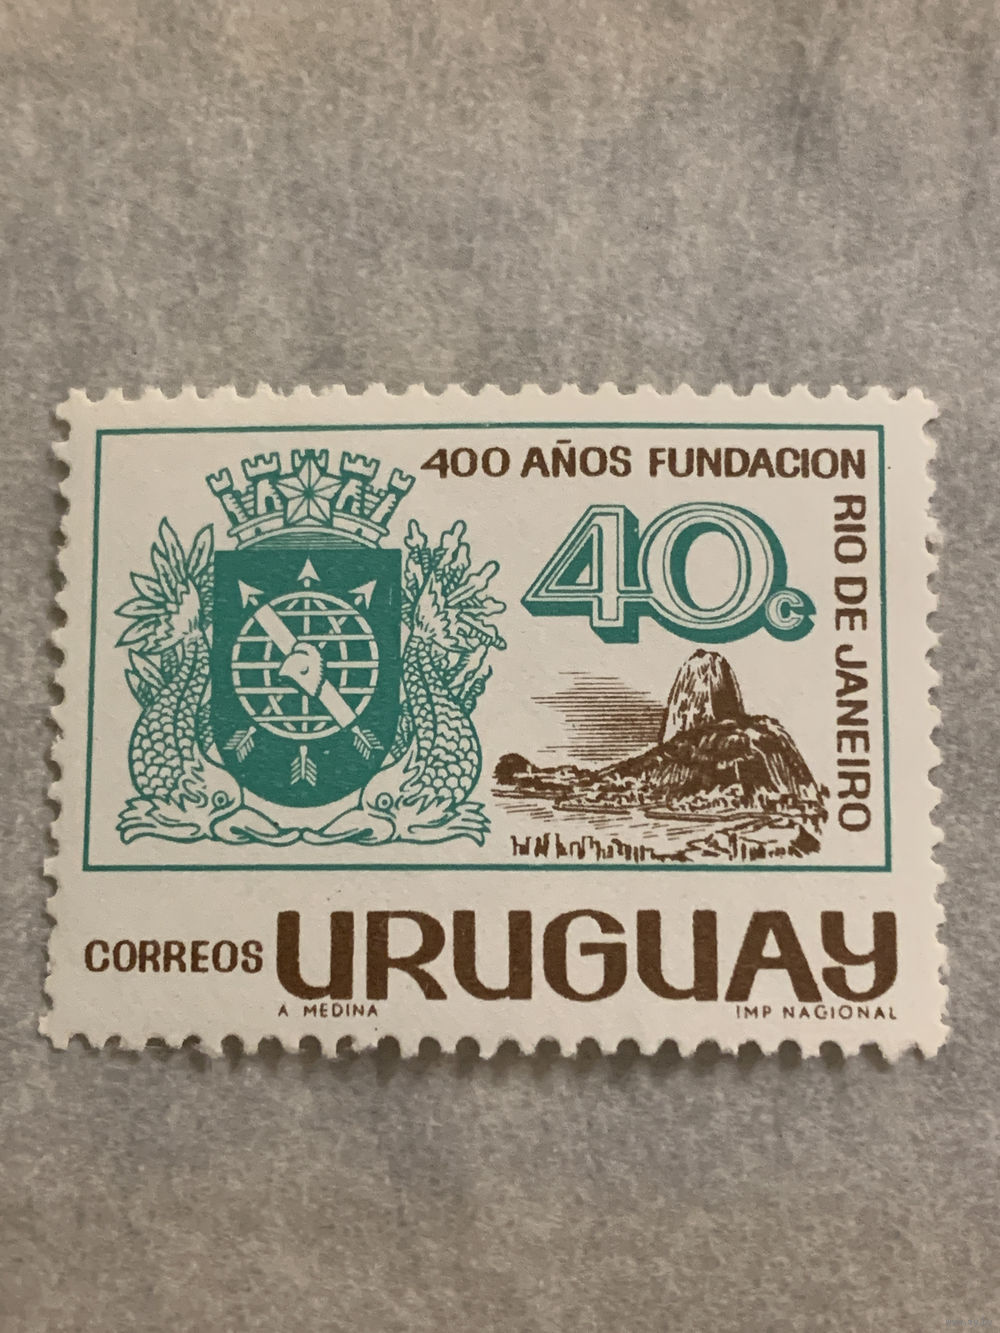 400 AÑOS FUNDACION
RIO DE JANEIRO
40c
CORREOS URUGUAY
A MEDINA
IMP NACIONAL